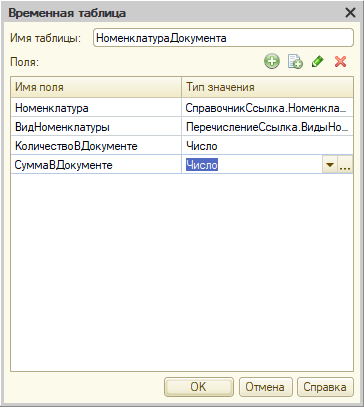 Временная таблица
Имя таблицы: НоменклатураДокумента
Поля:
Имя поля Тип значения
Номенклатура СправочникСсылка.Номенкла...
ВидНоменклатуры ПеречислениеСсылка.ВидыНо...
КоличествоВДокументе Число
СуммаВДокументе Число ...
OK Отмена Справка